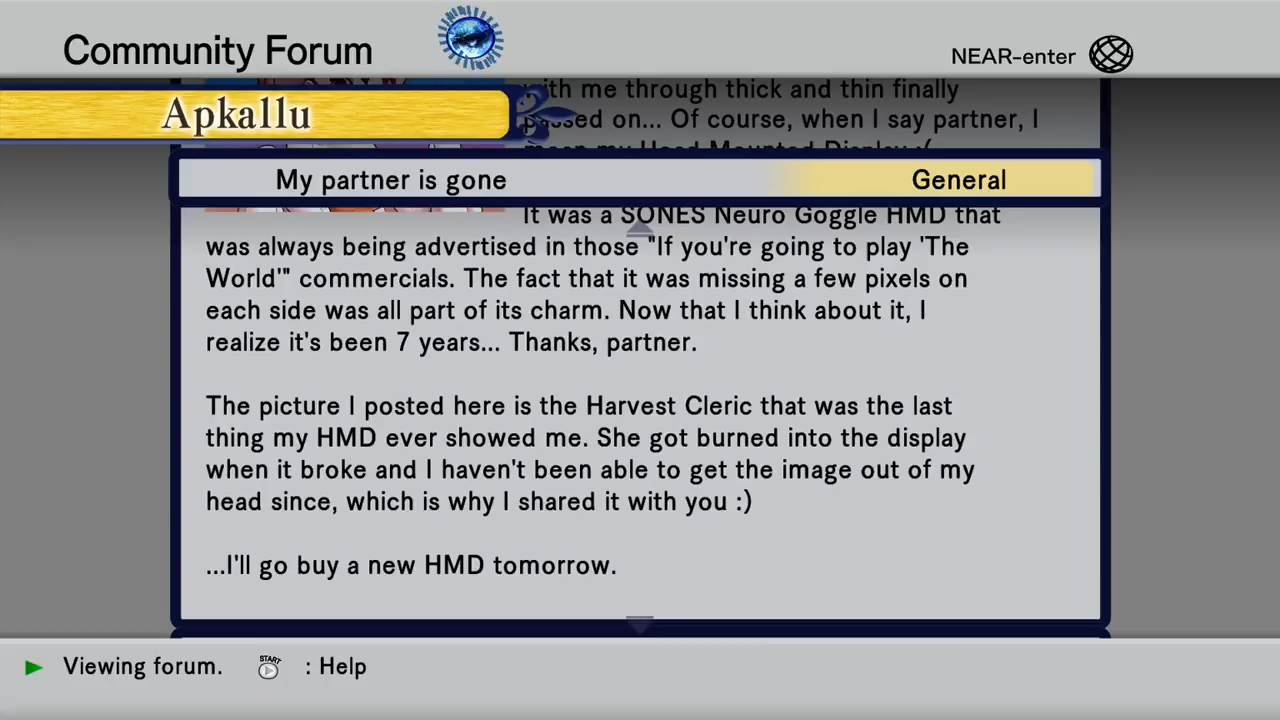 Community Forum
NEAR-enter
with me through thick and thin finally
Apkallu
passed on... Of course, when I say partner, I
mean my Head Mounted Display :(
My partner is gone
General
It was a SONES Neuro Goggle HMD that
was always being advertised in those "If you're going to play 'The
World'" commercials. The fact that it was missing a few pixels on
each side was all part of its charm. Now that I think about it, I
realize it's been 7 years... Thanks, partner.
The picture I posted here is the Harvest Cleric that was the last
thing my HMD ever showed me. She got burned into the display
when it broke and I haven't been able to get the image out of my
head since, which is why I shared it with you :)
...I'll go buy a new HMD tomorrow.
Viewing forum.
START
: Help